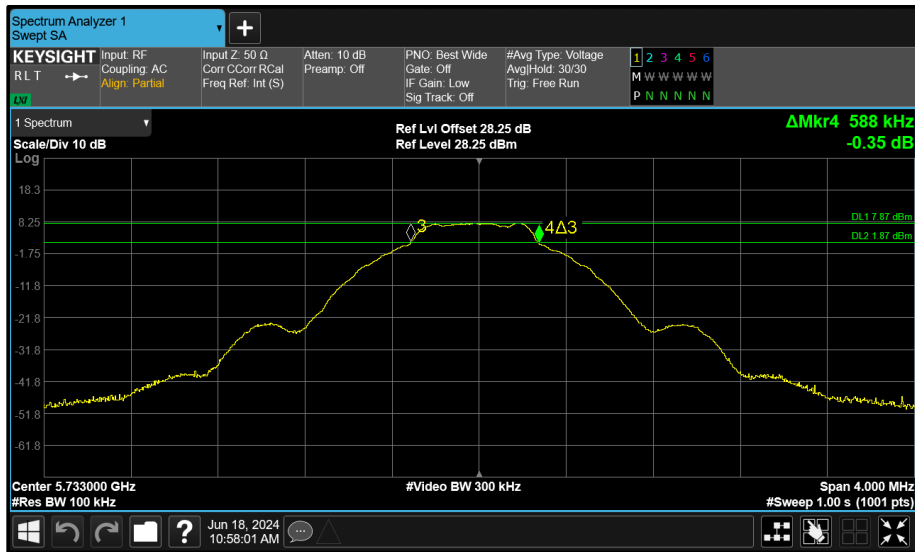 Spectrum Analyzer 1
Swept SA
+
KEYSIGHT
R L T
LXI
Input: RF
Coupling: AC
Align: Partial
Input Z: 50 Ω
Corr CCorr RCal
Freq Ref: Int (S)
Atten: 10 dB
Preamp: Off
PNO: Best Wide
Gate: Off
IF Gain: Low
Sig Track: Off
#Avg Type: Voltage
Avg|Hold: 30/30
Trig: Free Run
1 2 3 4 5 6
M W W W W W
P N N N N N
1 Spectrum
Scale/Div 10 dB
Ref Lvl Offset 28.25 dB
Ref Level 28.25 dBm
ΔMkr4 588 kHz
-0.35 dB
Log
18.3
8.25
-1.75
-11.8
-21.8
-31.8
-41.8
-51.8
-61.8
3
4Δ3
DL1 7.87 dBm
DL2 1.87 dBm
Center 5.733000 GHz
#Res BW 100 kHz
#Video BW 300 kHz
Span 4.000 MHz
#Sweep 1.00 s (1001 pts)
?
Jun 18, 2024
10:58:01 AM